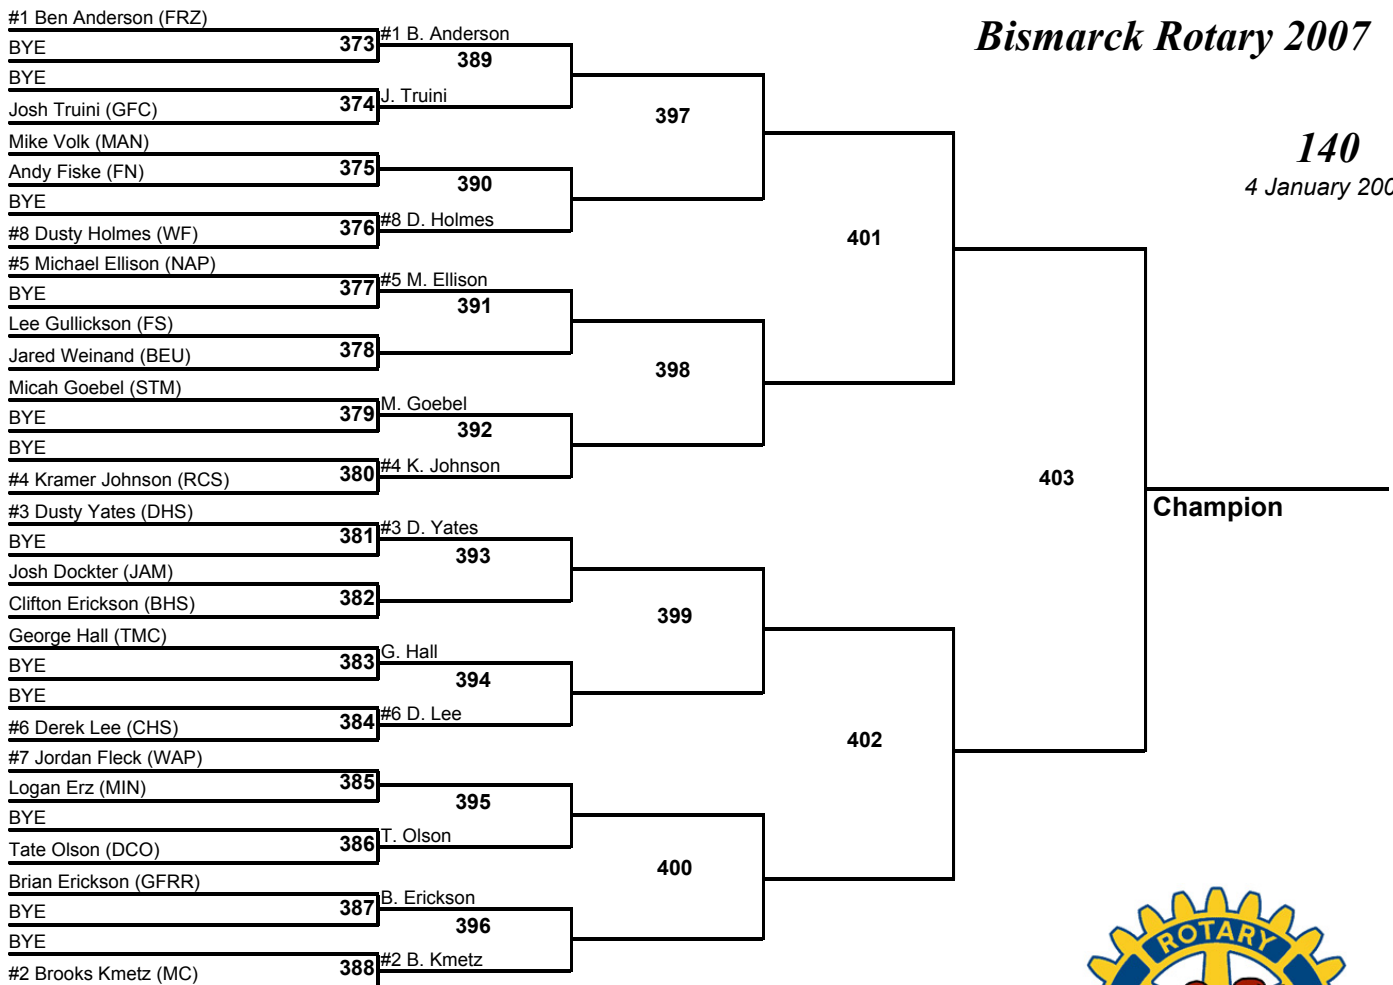 Bismarck Rotary 2007
140
4 January 200
#1 Ben Anderson (FRZ)
BYE
373
#1 B. Anderson
389
BYE
Josh Truini (GFC)
374
J. Truini
397
Mike Volk (MAN)
Andy Fiske (FN)
375
390
BYE
#8 Dusty Holmes (WF)
376
#8 D. Holmes
401
#5 Michael Ellison (NAP)
BYE
377
#5 M. Ellison
391
Lee Gullickson (FS)
Jared Weinand (BEU)
378
398
Micah Goebel (STM)
BYE
379
M. Goebel
392
BYE
#4 Kramer Johnson (RCS)
380
#4 K. Johnson
403
Champion
#3 Dusty Yates (DHS)
BYE
381
#3 D. Yates
393
Josh Dockter (JAM)
Clifton Erickson (BHS)
382
399
George Hall (TMC)
BYE
383
G. Hall
394
BYE
#6 Derek Lee (CHS)
384
#6 D. Lee
402
#7 Jordan Fleck (WAP)
Logan Erz (MIN)
385
395
BYE
Tate Olson (DCO)
386
T. Olson
400
Brian Erickson (GFRR)
BYE
387
B. Erickson
396
BYE
#2 Brooks Kmetz (MC)
388
#2 B. Kmetz
ROTARY